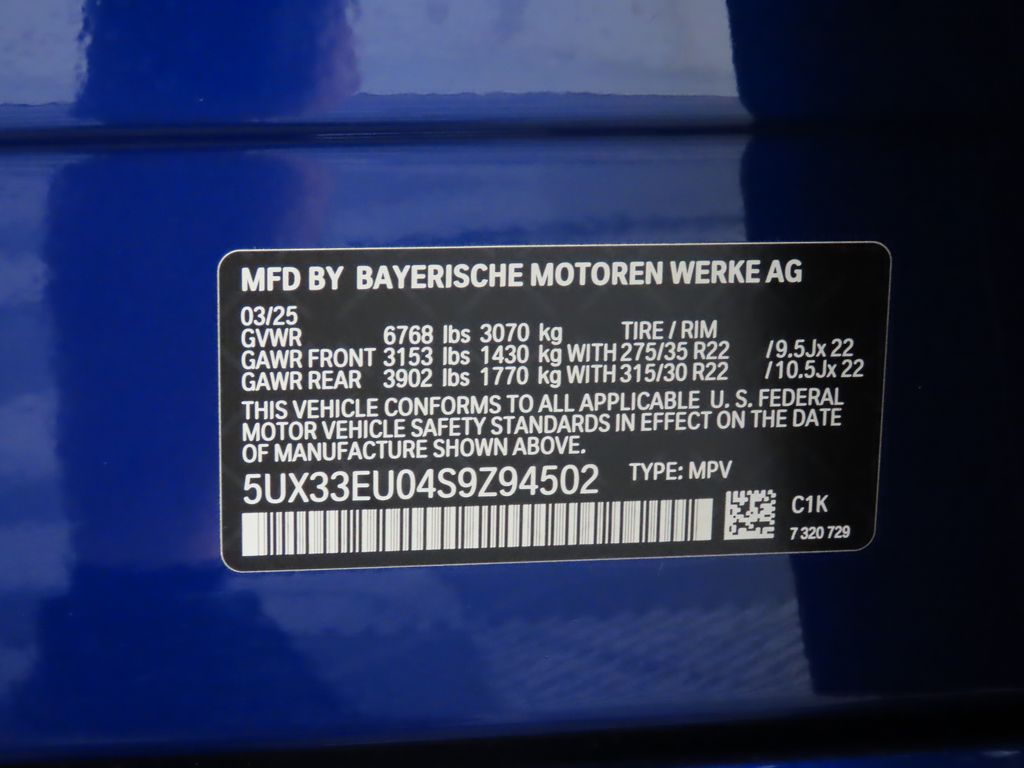 MFD BY BAYERISCHE MOTOREN WERKE AG
03/25
GVWR 6768 lbs 3070 kg TIRE / RIM
GAWR FRONT 3153 lbs 1430 kg WITH 275/35 R22 /9.5Jx 22
GAWR REAR 3902 lbs 1770 kg WITH 315/30 R22 /10.5Jx 22
THIS VEHICLE CONFORMS TO ALL APPLICABLE U. S. FEDERAL
MOTOR VEHICLE SAFETY STANDARDS IN EFFECT ON THE DATE
OF MANUFACTURE SHOWN ABOVE.
5UX33EU04S9Z94502 TYPE: MPV
C1K
7 320 729